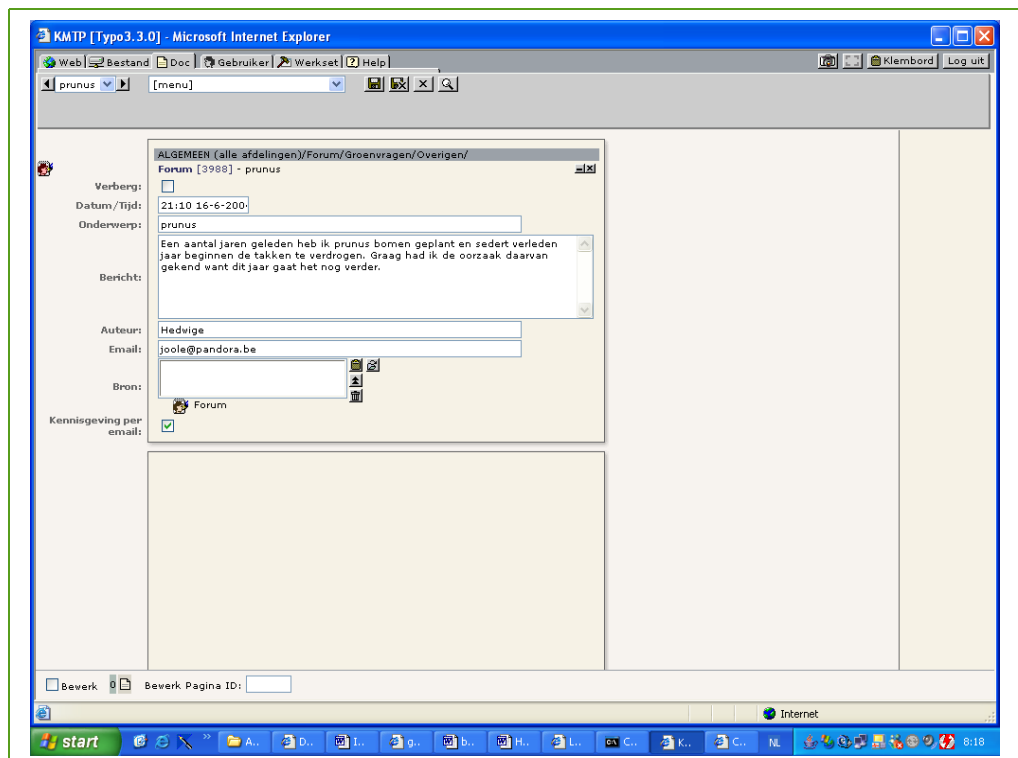 KMTP [Typo3.3.0] - Microsoft Internet Explorer
Web Bestand Doc Gebruiker Werkset Help Klembord Log uit
prunus [menu]
ALGEMEEN (alle afdelingen)/Forum/Groenvragen/Overigen/
Forum [3988] - prunus
Verberg:
Datum/Tijd: 21:10 16-6-200
Onderwerp: prunus
Bericht: Een aantal jaren geleden heb ik prunus bomen geplant en sedert verleden
jaar beginnen de takken te verdrogen. Graag had ik de oorzaak daarvan
gekend want dit jaar gaat het nog verder.
Auteur: Hedwige
Email: joole@pandora.be
Bron:
Forum
Kennisgeving per
email:
Bewerk 0 Bewerk Pagina ID:
Internet
start A.. D.. I.. g.. b.. H.. L.. C.. K.. C.. NL 8:18